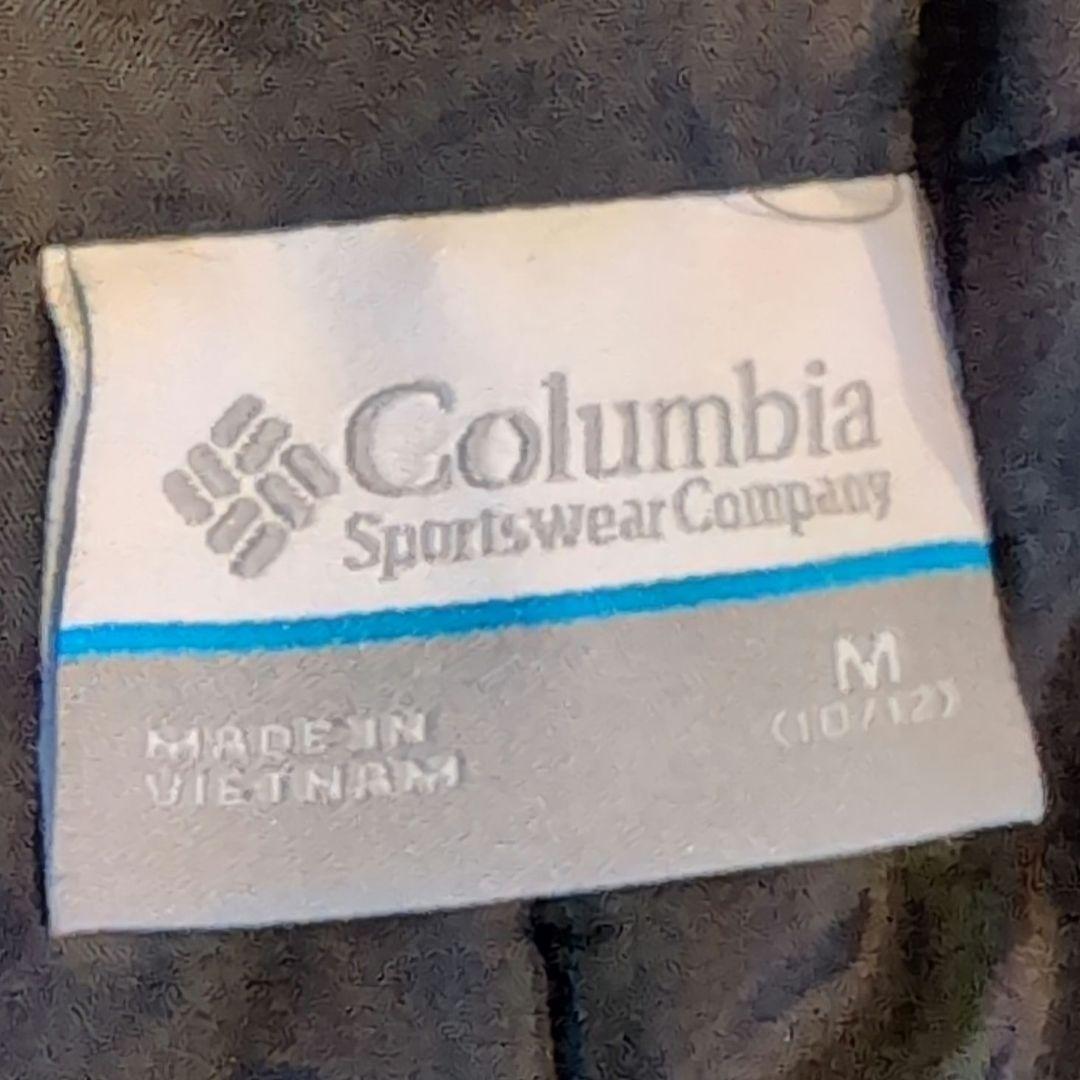 Columbia
Sportswear Company
M
(10/12)
MADE IN
VIETNAM